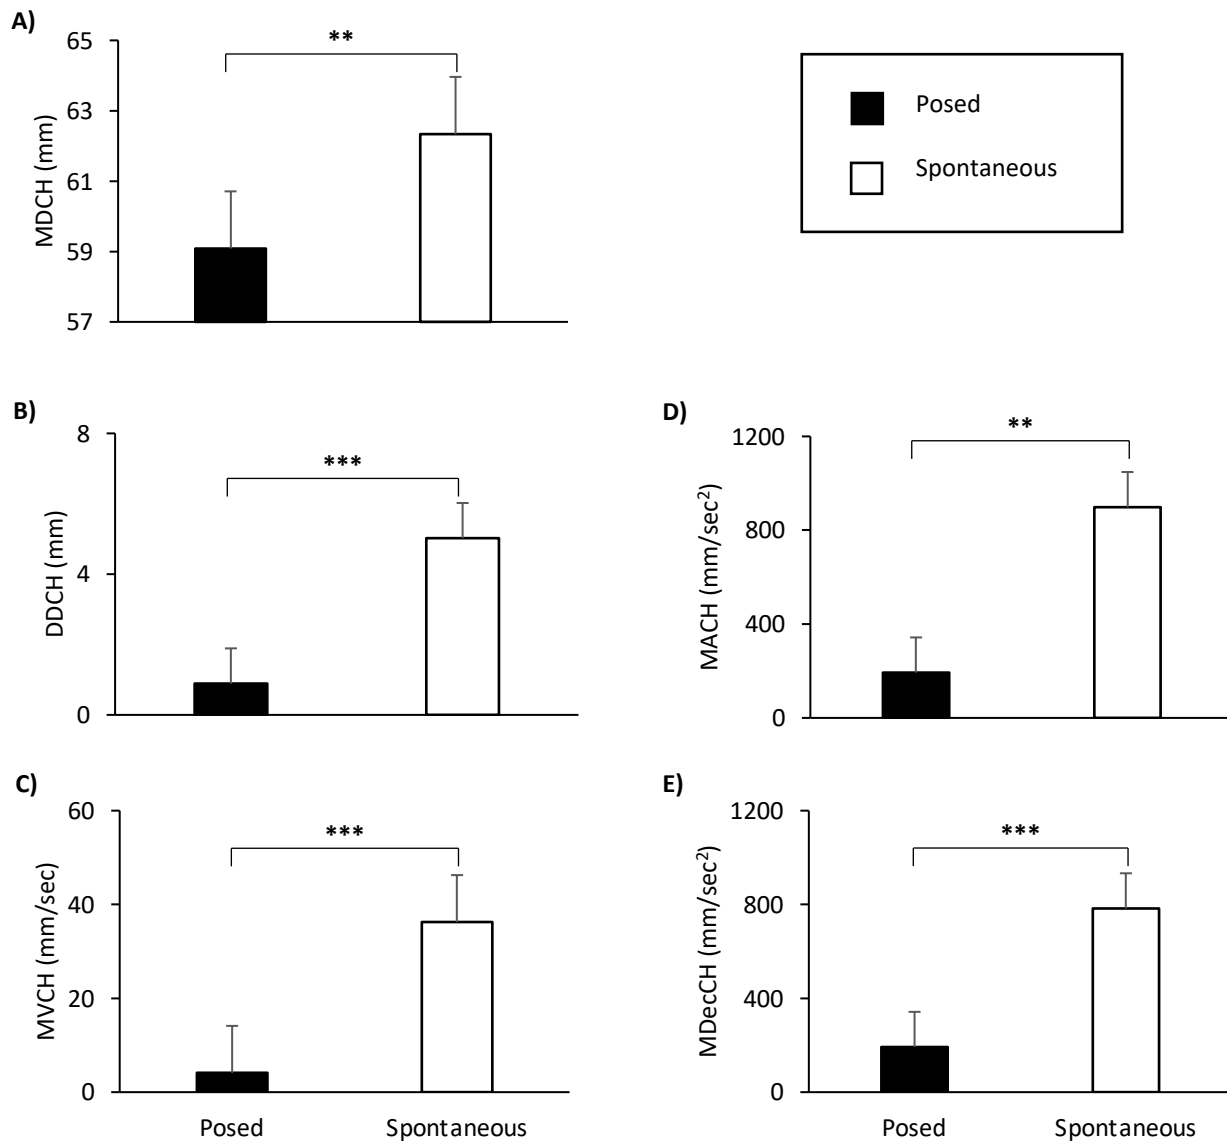 A)
**
65
63
61
59
57
MDCH (mm)
Posed
Spontaneous
B)
***
8
4
0
DDCH (mm)
D)
**
1200
800
400
0
MACH (mm/sec²)
C)
***
60
40
20
0
MVCH (mm/sec)
Posed
Spontaneous
E)
***
1200
800
400
0
MDecCH (mm/sec²)
Posed
Spontaneous